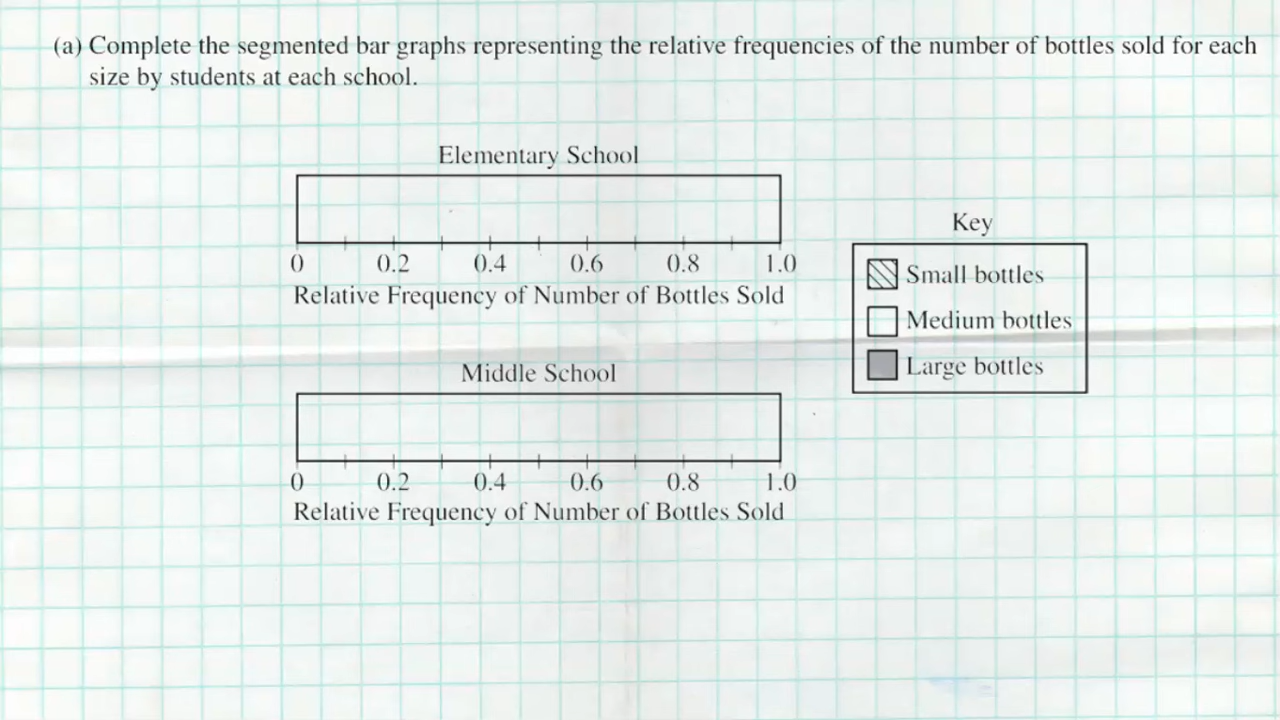 (a) Complete the segmented bar graphs representing the relative frequencies of the number of bottles sold for each
size by students at each school.
Elementary School
0 0.2 0.4 0.6 0.8 1.0
Relative Frequency of Number of Bottles Sold
Key
Small bottles
Medium bottles
Large bottles
Middle School
0 0.2 0.4 0.6 0.8 1.0
Relative Frequency of Number of Bottles Sold